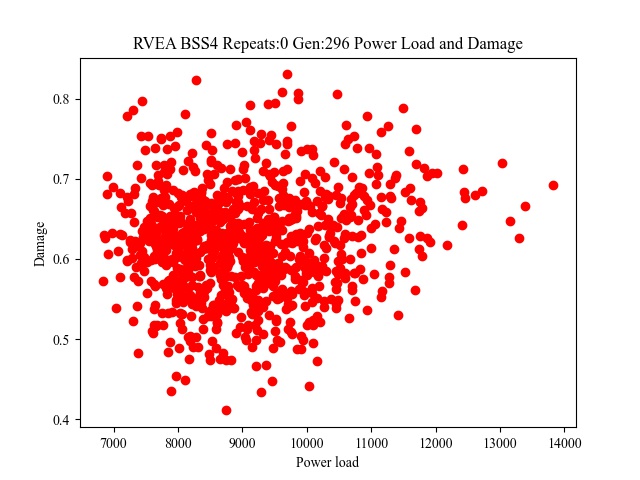 RVEA BSS4 Repeats:0 Gen:296 Power Load and Damage
0.8
0.7
0.6
0.5
0.4
Damage
7000 8000 9000 10000 11000 12000 13000 14000
Power load